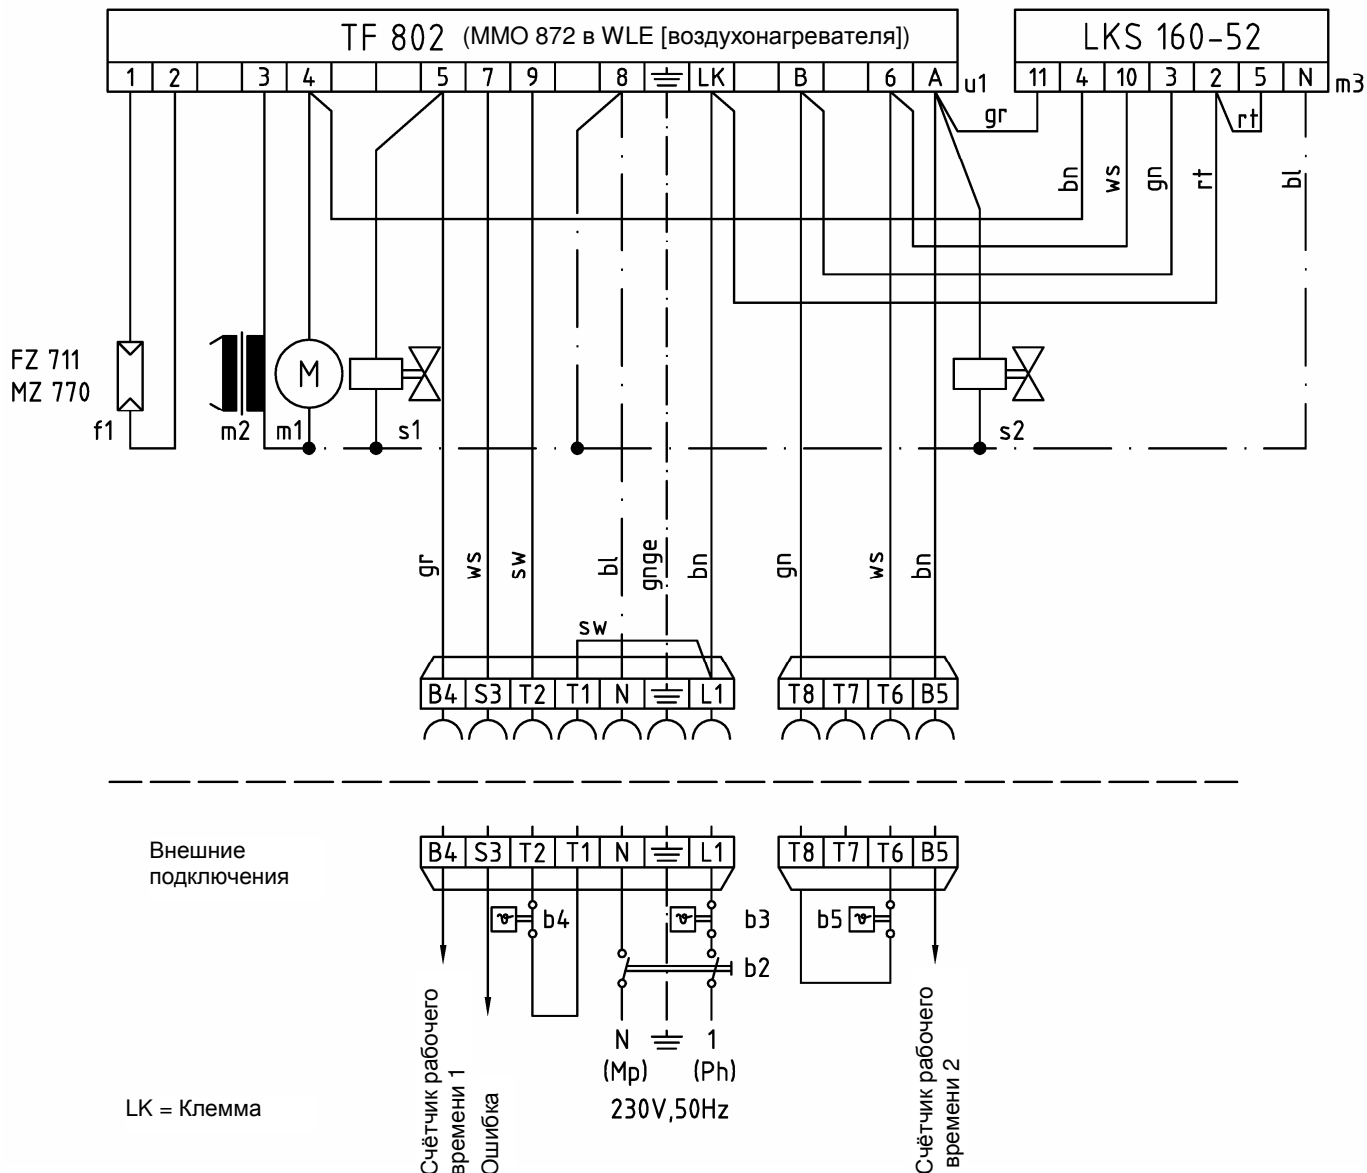 TF 802 (MMO 872 в WLE [воздухонагревателя])
LKS 160-52
1 2 3 4 5 7 9 8 LK B 6 A u1
11 4 10 3 2 5 N m3
gr
rt
bn ws gn rt bl
FZ 711
MZ 770
f1 m2 m1 s1 s2
gr ws sw bl gnge bn gn ws bn
sw
B4 S3 T2 T1 N L1
T8 T7 T6 B5
Внешние
подключения
B4 S3 T2 T1 N L1
T8 T7 T6 B5
b4 b3 b5
b2
N 1
(Mp) (Ph)
230V,50Hz
Счётчик рабочего
времени 1
Ошибка
Счётчик рабочего
времени 2
LK = Клемма